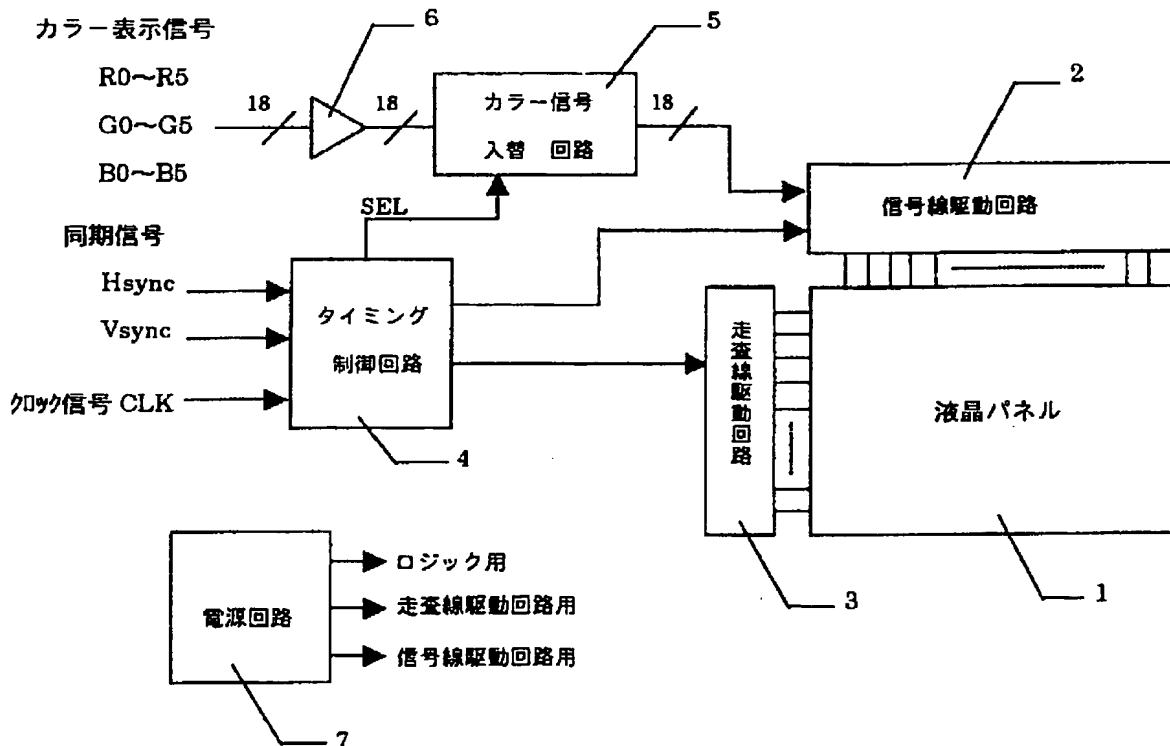 カラー表示信号
R0～R5
G0～G5
B0～B5
18
6
18
カラー信号
入替 回路
5
18
2
信号線駆動回路
SEL
同期信号
Hsync
Vsync
クロック信号 CLK
タイミング
制御回路
4
走査線駆動回路
3
液晶パネル
1
電源回路
7
ロジック用
走査線駆動回路用
信号線駆動回路用